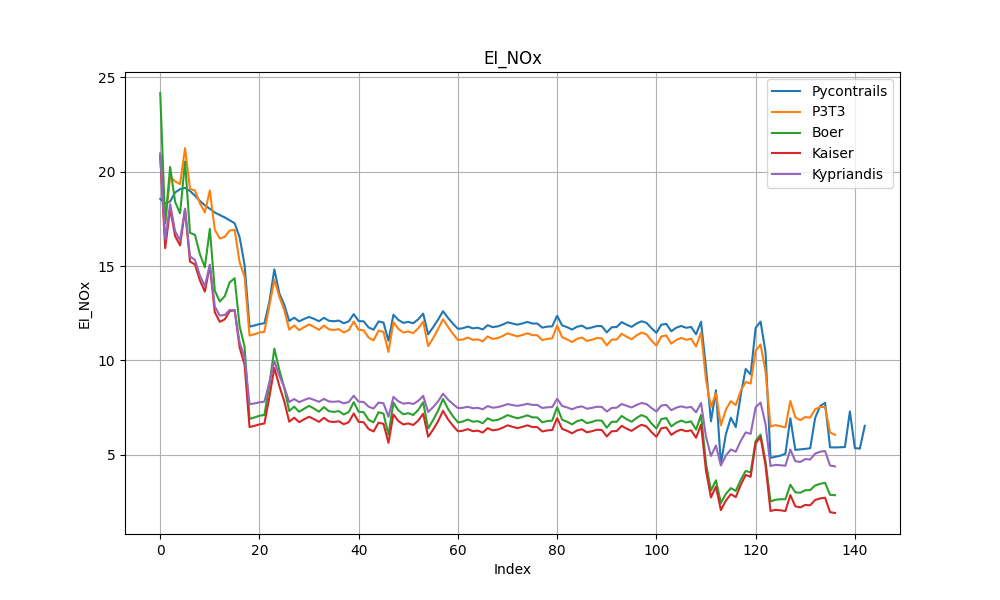 EI_NOx
Pycontrails
P3T3
Boer
Kaiser
Kypriandis
EI_NOx
25
20
15
10
5
0 20 40 60 80 100 120 140
Index